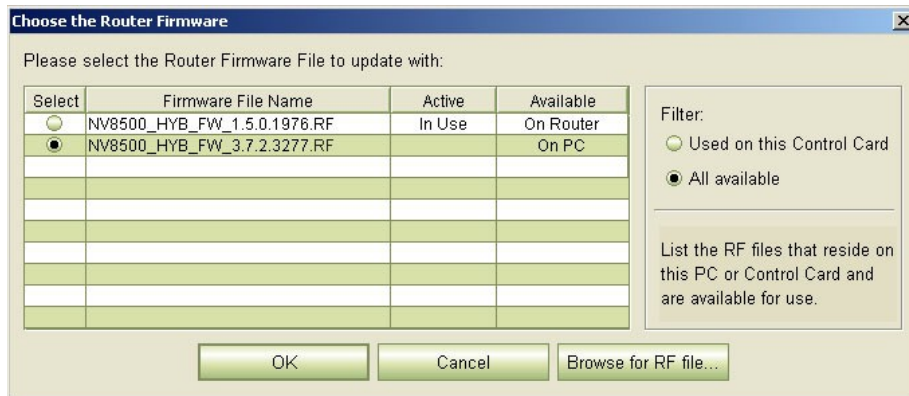 Choose the Router Firmware
Please select the Router Firmware File to update with:
Select Firmware File Name Active Available
NV8500_HYB_FW_1.5.0.1976.RF In Use On Router
NV8500_HYB_FW_3.7.2.3277.RF On PC
Filter:
Used on this Control Card
All available
List the RF files that reside on
this PC or Control Card and
are available for use.
OK Cancel Browse for RF file...